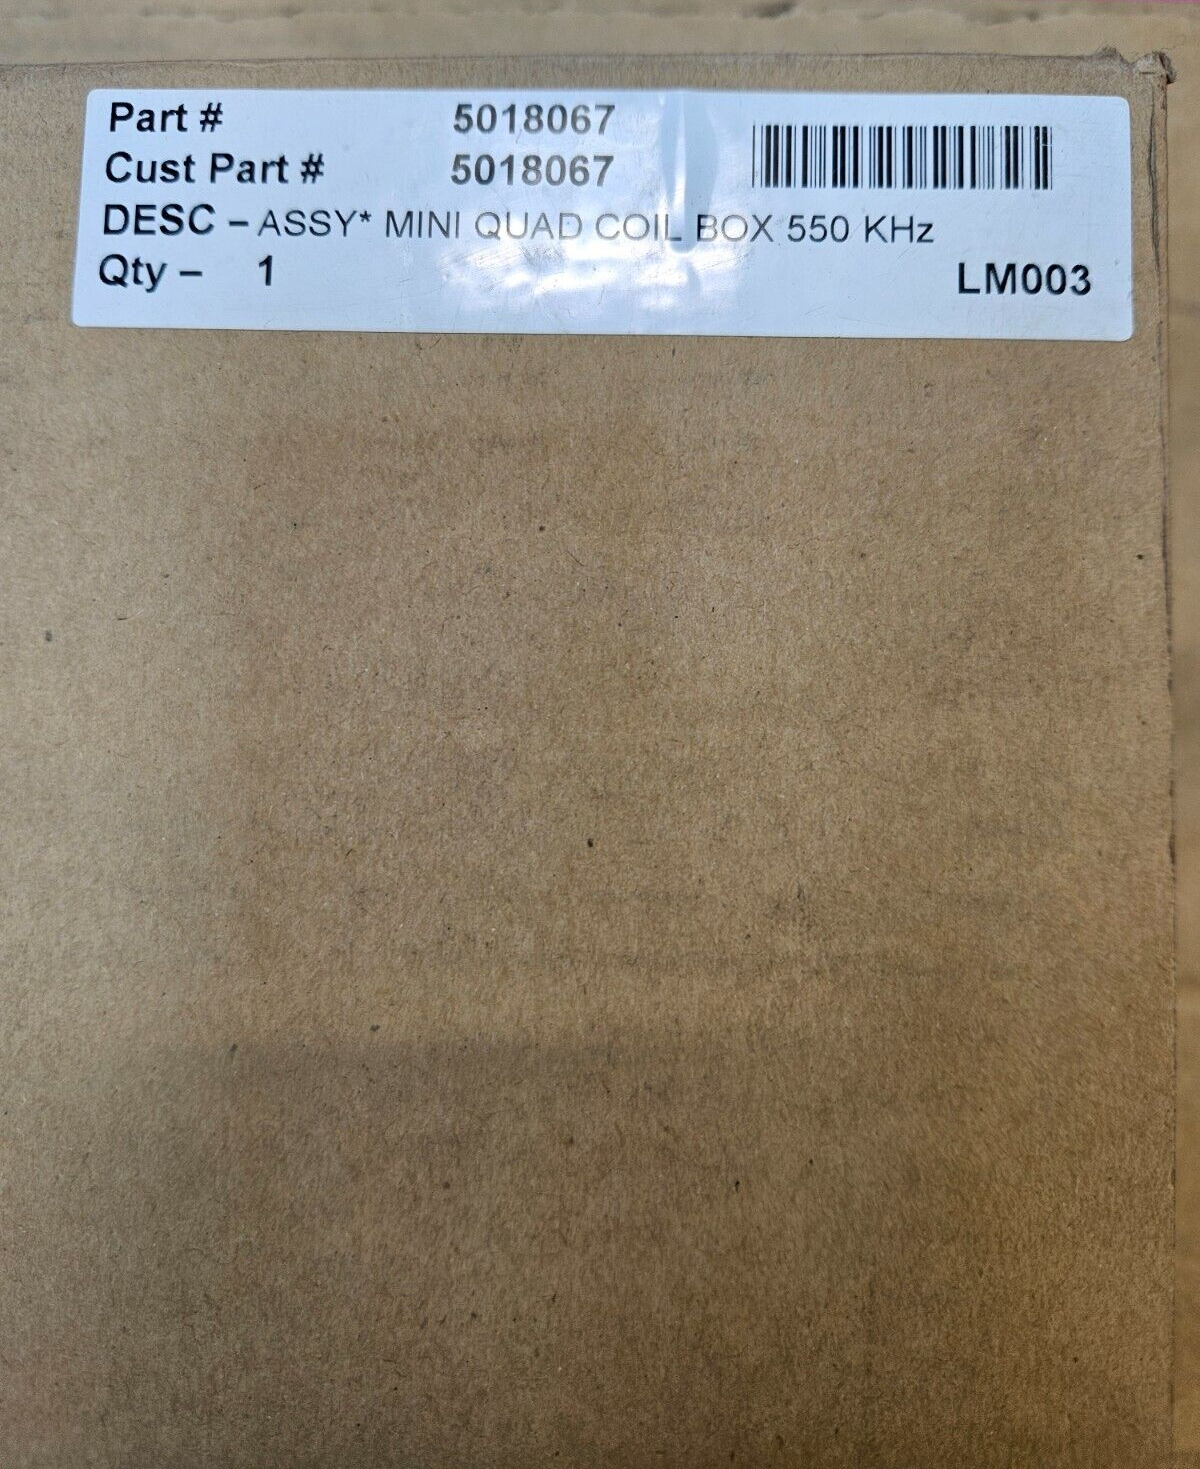 Part # 5018067
Cust Part # 5018067
DESC – ASSY* MINI QUAD COIL BOX 550 KHz
Qty – 1 LM003